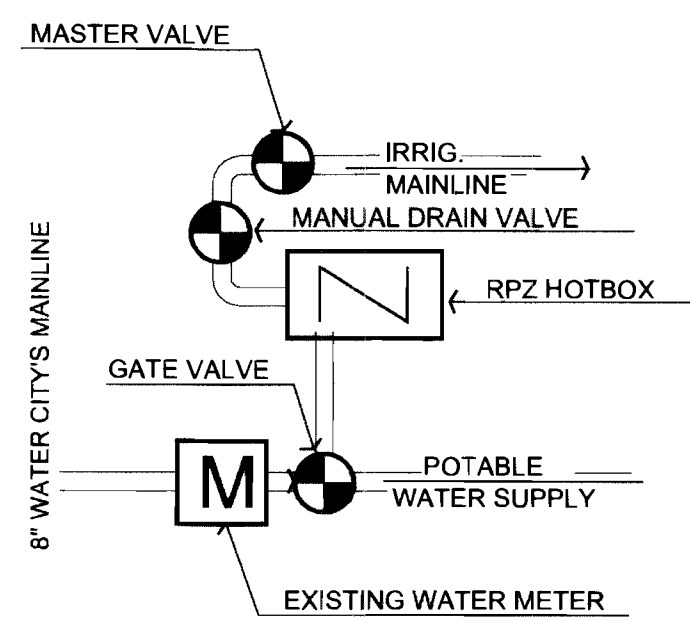 MASTER VALVE
IRRIG.
MAINLINE
MANUAL DRAIN VALVE
RPZ HOTBOX
GATE VALVE
8" WATER CITY'S MAINLINE
M
POTABLE
WATER SUPPLY
EXISTING WATER METER